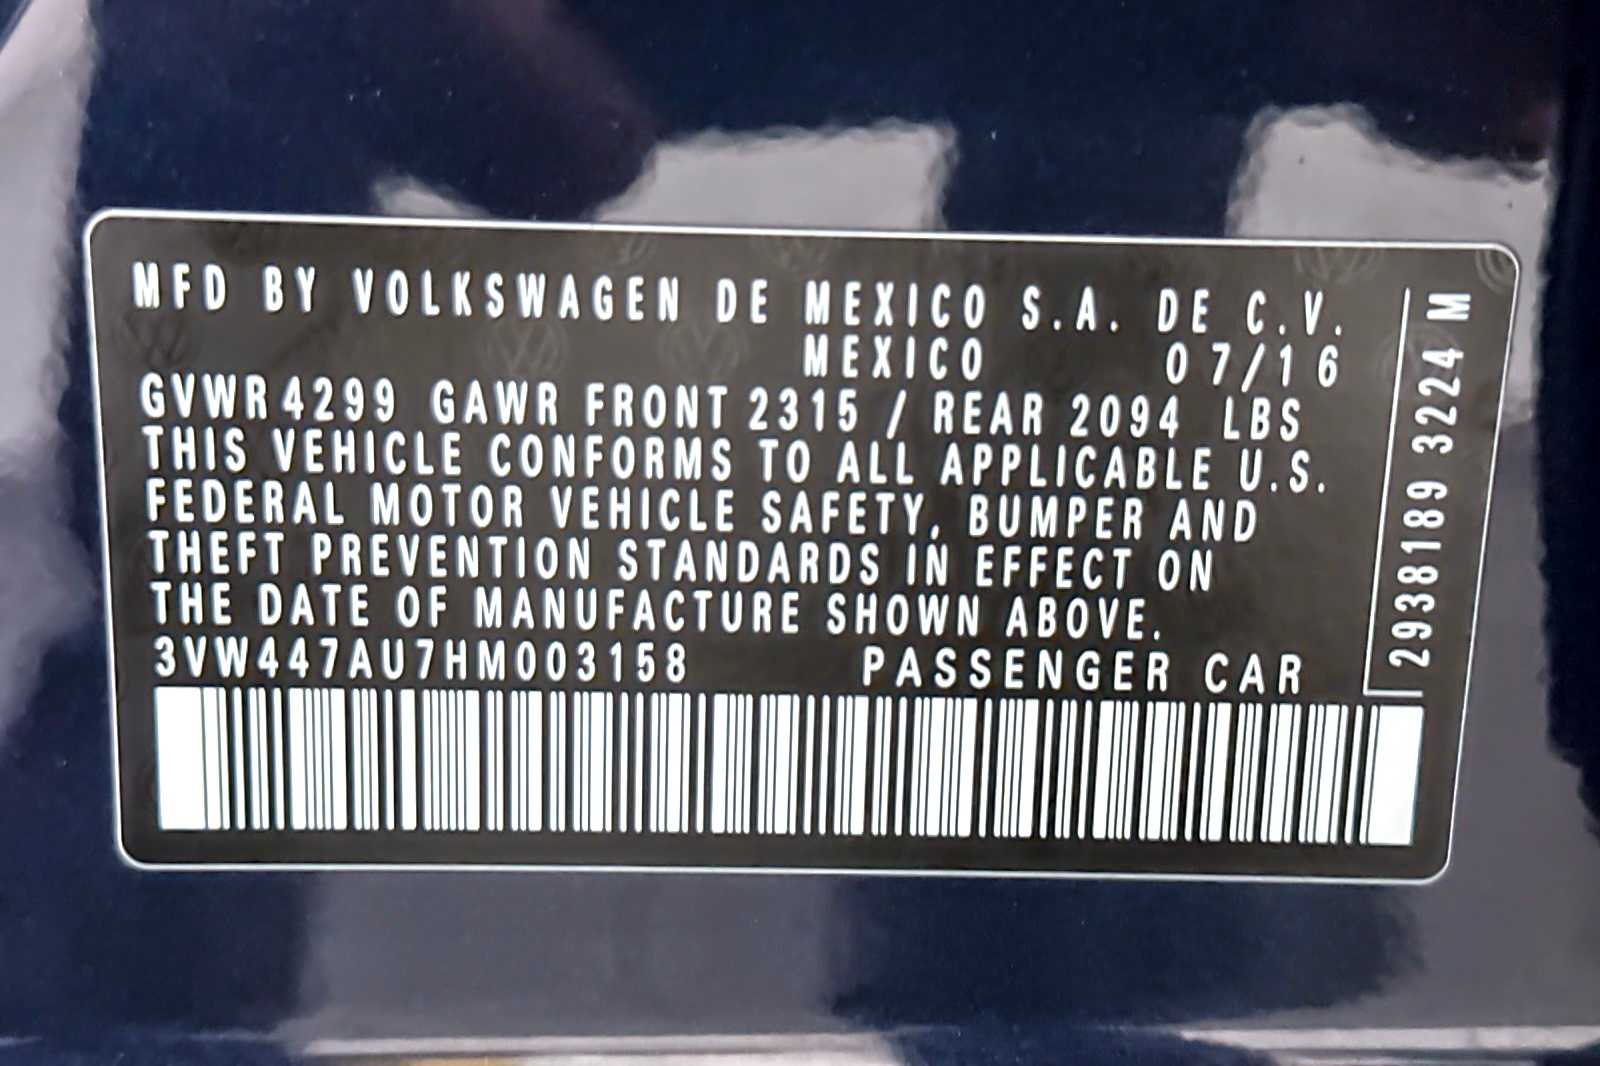 MFD BY VOLKSWAGEN DE MEXICO S.A. DE C.V.
MEXICO 07/16
GVWR 4299 GAWR FRONT 2315 / REAR 2094 LBS
THIS VEHICLE CONFORMS TO ALL APPLICABLE U.S.
FEDERAL MOTOR VEHICLE SAFETY, BUMPER AND
THEFT PREVENTION STANDARDS IN EFFECT ON
THE DATE OF MANUFACTURE SHOWN ABOVE.
3VW447AU7HM003158 PASSENGER CAR
2938189 3224 M